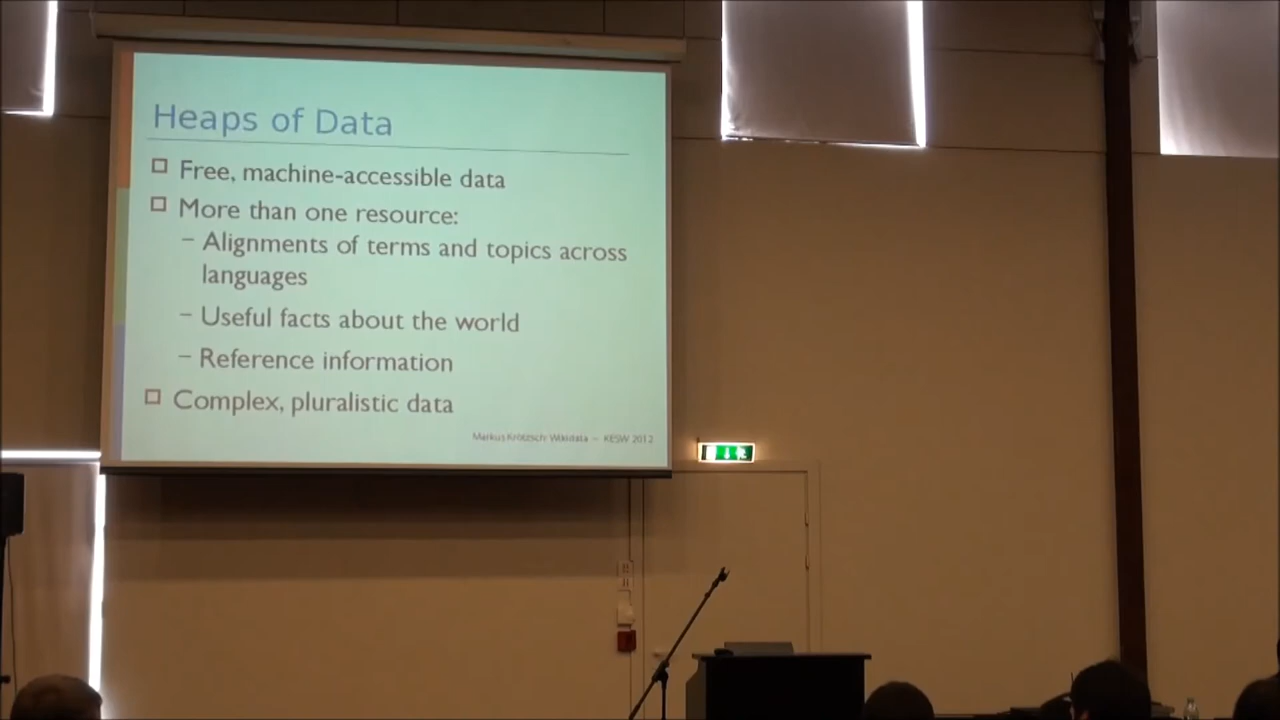 Heaps of Data
Free, machine-accessible data
More than one resource:
– Alignments of terms and topics across
languages
– Useful facts about the world
– Reference information
Complex, pluralistic data
Markus Krötzsch: Wikidata – KESW 2012